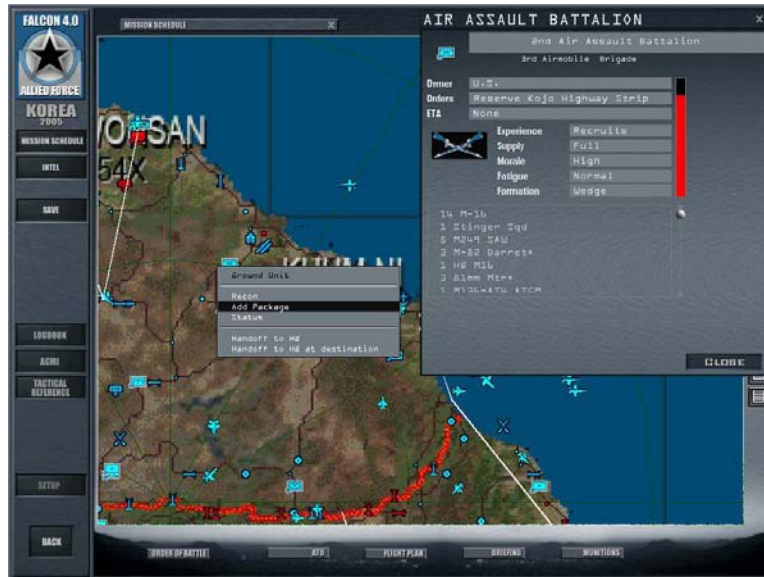 FALCON 4.0
ALLIED FORCE
KOREA
2005
MISSION SCHEDULE
INTEL
SAVE
LOGBOOK
ACMI
TACTICAL
REFERENCE
SETUP
BACK
MISSION SCHEDULE X
54X
Ground Unit
Recon
Add Package
Status
Handoff to HQ
Handoff to HQ at destination
AIR ASSAULT BATTALION X
2nd Air Assault Battalion
3rd Airmobile Brigade
Owner U.S.
Orders Reserve Kojo Highway Strip
ETA None
Experience Recruits
Supply Full
Morale High
Fatigue Normal
Formation Wedge
14 M-16
1 Stinger Sqd
5 M249 SAW
3 M-82 Barret*
1 HQ M16
3 81mm Mtr*
CLOSE
ORDER OF BATTLE
ATO
FLIGHT PLAN
BRIEFING
MUNITIONS